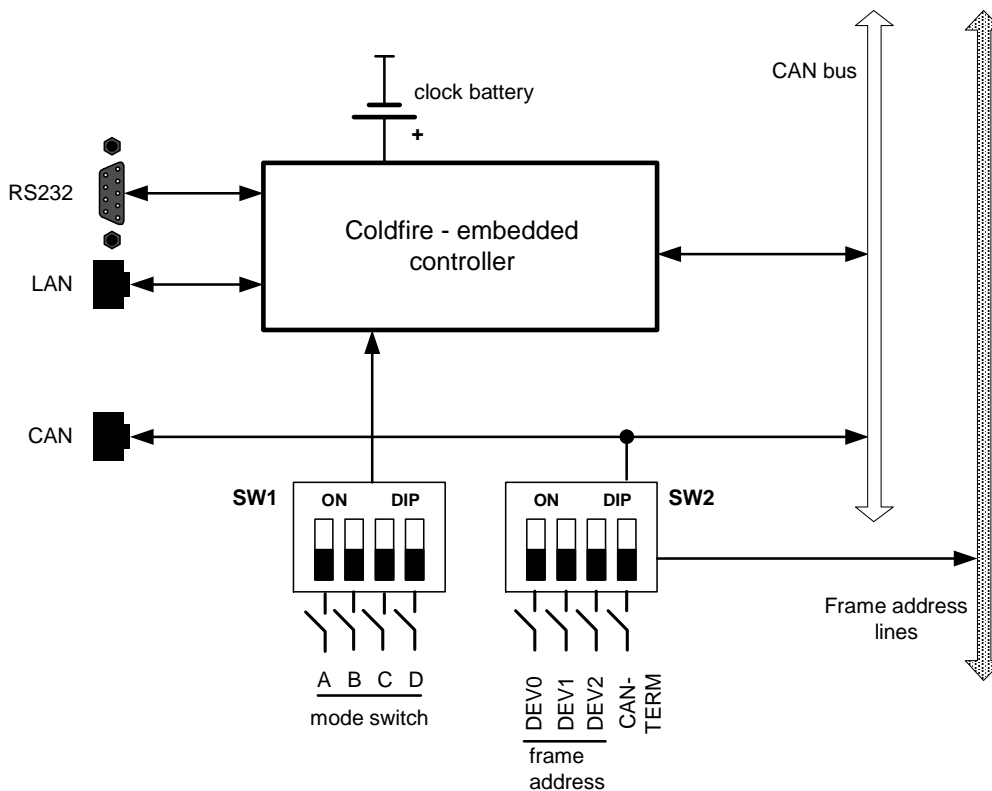 CAN bus
clock battery
+
RS232
Coldfire - embedded
controller
LAN
CAN
SW1
ON DIP
ON DIP
SW2
Frame address
lines
A B C D
mode switch
DEV0
DEV1
DEV2
CAN-
TERM
frame
address